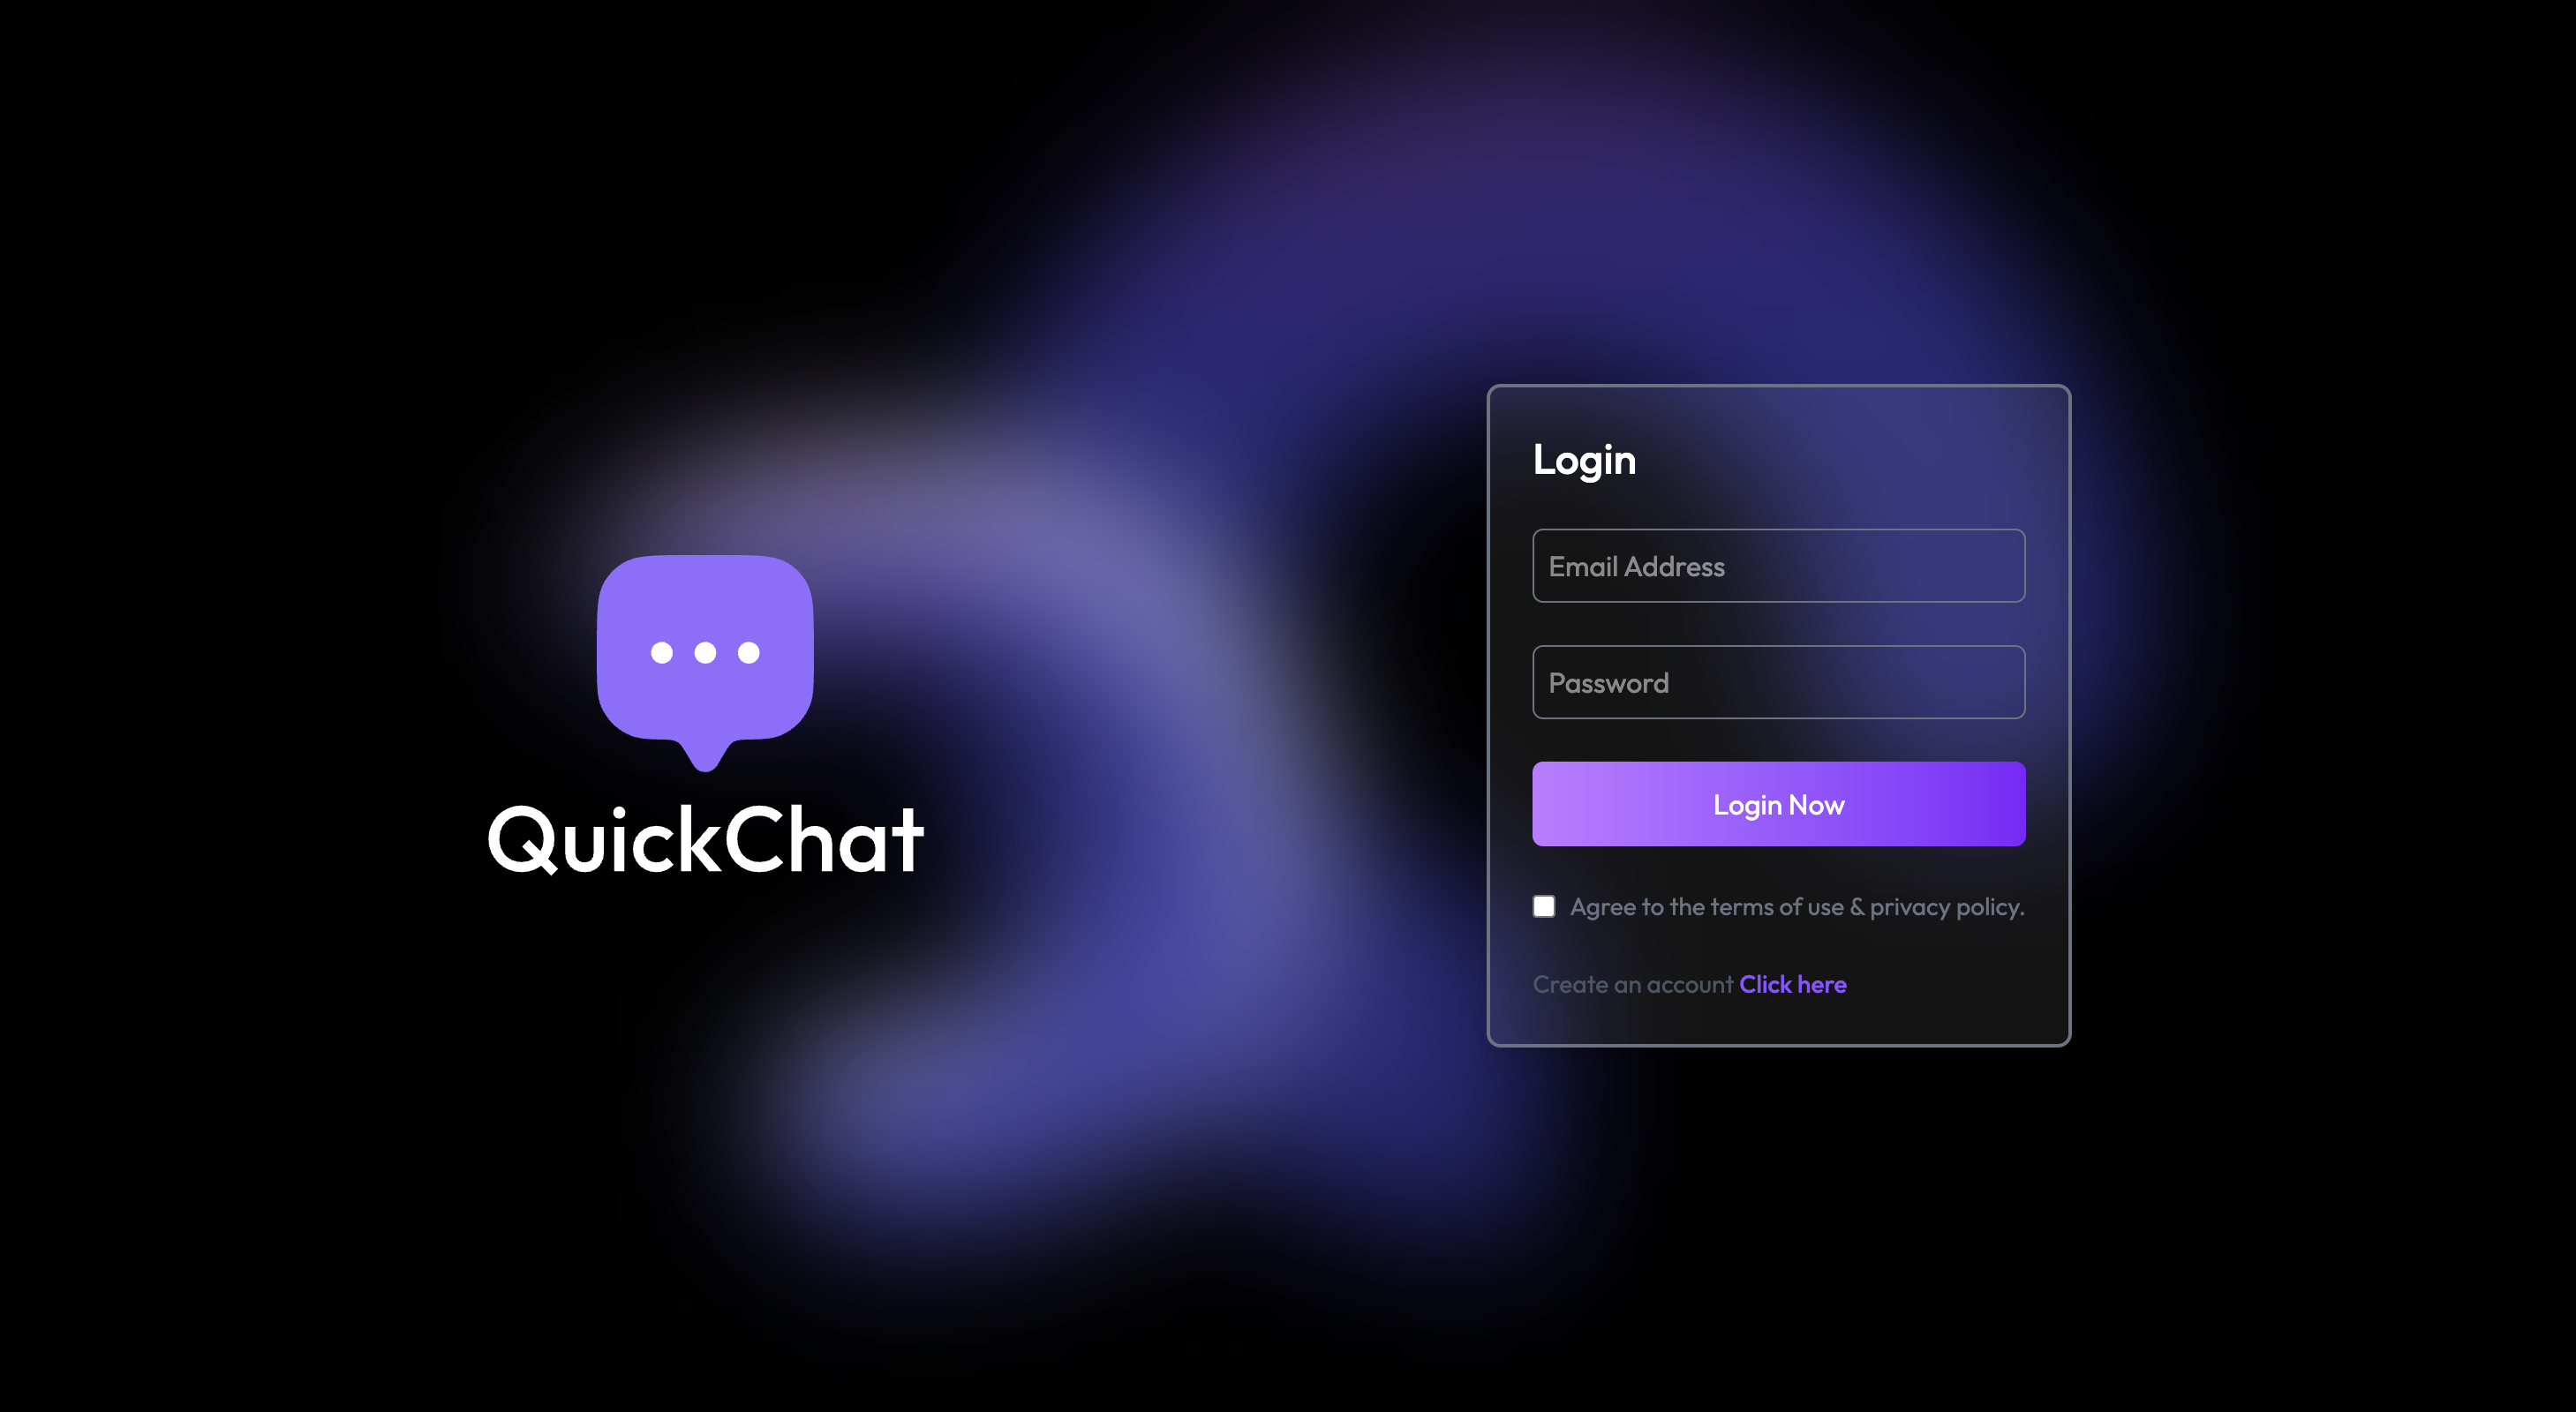 QuickChat
Login
Email Address
Password
Login Now
Agree to the terms of use & privacy policy.
Create an account Click here